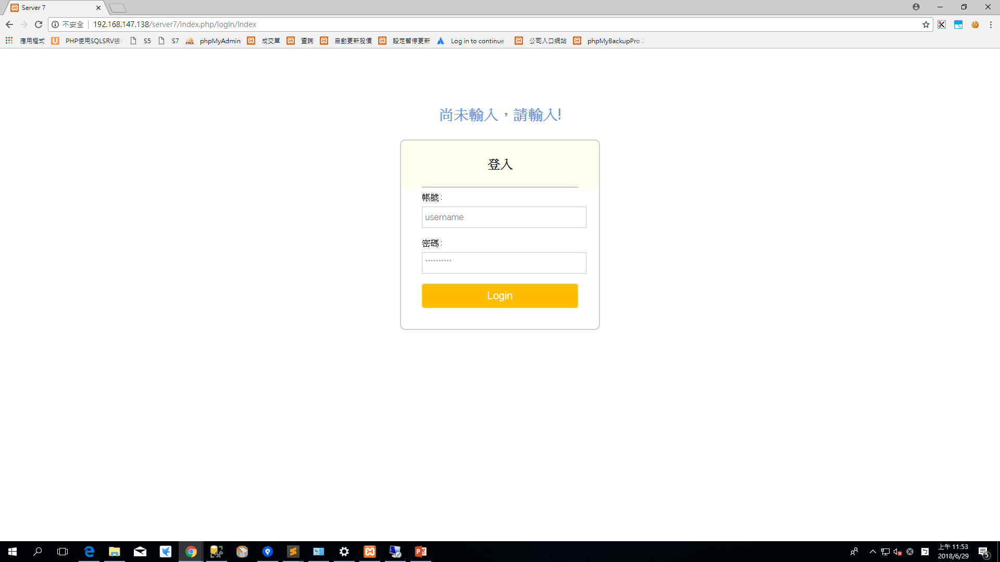 Server 7
不安全 192.168.147.138/server7/index.php/login/index
應用程式 PHP使用SQLSRV連 S5 S7 phpMyAdmin 成交單 查詢 自動更新股價 設定暫停更新 Log in to continue 公司入口網站 phpMyBackupPro 2
尚未輸入，請輸入!
登入
帳號 :
username
密碼 :
**********
Login
上午 11:53
2018/6/29
5